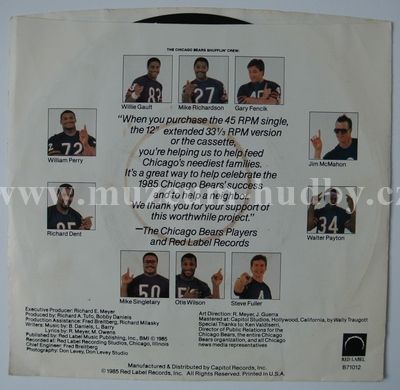 THE CHICAGO BEARS SHUFFLIN' CREW:
83
27
45
Willie Gault
Mike Richardson
Gary Fencik
72
William Perry
Jim McMahon
"When you purchase the 45 RPM single,
the 12" extended 33⅓ RPM version
or the cassette,
you're helping us to help feed
Chicago's neediest families.
It's a great way to help celebrate the
1985 Chicago Bears' success
and to help a neighbor.
We thank you for your support of
this worthwhile project."
—The Chicago Bears Players
and Red Label Records
95
Richard Dent
34
Walter Payton
50
Mike Singletary
Otis Wilson
Steve Fuller
Executive Producer: Richard E. Meyer
Produced by: Richard A. Tufo, Bobby Daniels
Production Assistance: Fred Breitberg, Richard Milasky
Writers: Music by: B. Daniels, L. Barry
Lyrics by: R. Meyer, M. Owens
Published by: Red Label Music Publishing, Inc., BMI © 1985
Recorded at: Red Label Recording Studios, Chicago, Illinois
Chief Engineer: Fred Breitberg
Photography: Don Levey, Don Levey Studio
Art Direction: R. Meyer, J. Guerra
Mastered at: Capitol Studios, Hollywood, California, by Wally Traugott
Special Thanks to: Ken Valdiserri,
Director of Public Relations for the
Chicago Bears, the entire Chicago
Bears organization, and all Chicago
news media representatives
RED LABEL
B71012
Manufactured & Distributed by Capitol Records, Inc.
©1985 Red Label Records, Inc. All Rights Reserved. Printed in U.S.A.